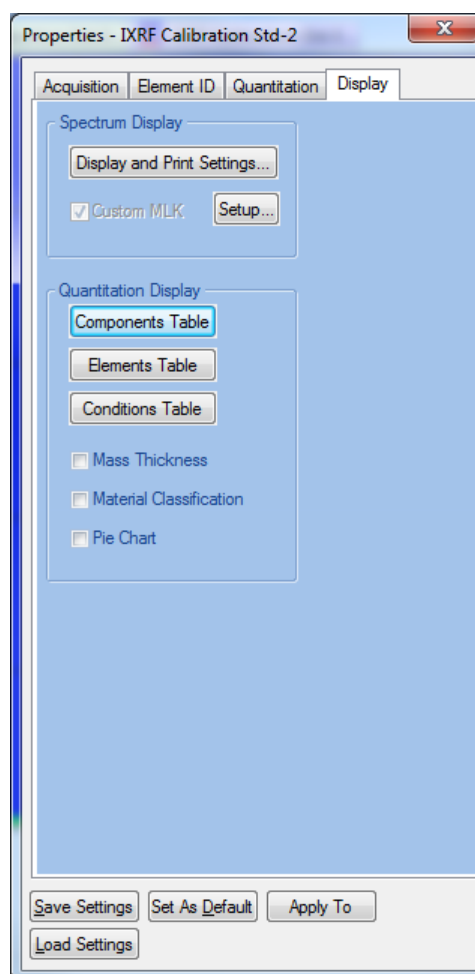 Properties - IXRF Calibration Std-2
Acquisition Element ID Quantitation Display
Spectrum Display
Display and Print Settings...
Custom MLK Setup...
Quantitation Display
Components Table
Elements Table
Conditions Table
Mass Thickness
Material Classification
Pie Chart
Save Settings Set As Default Apply To
Load Settings